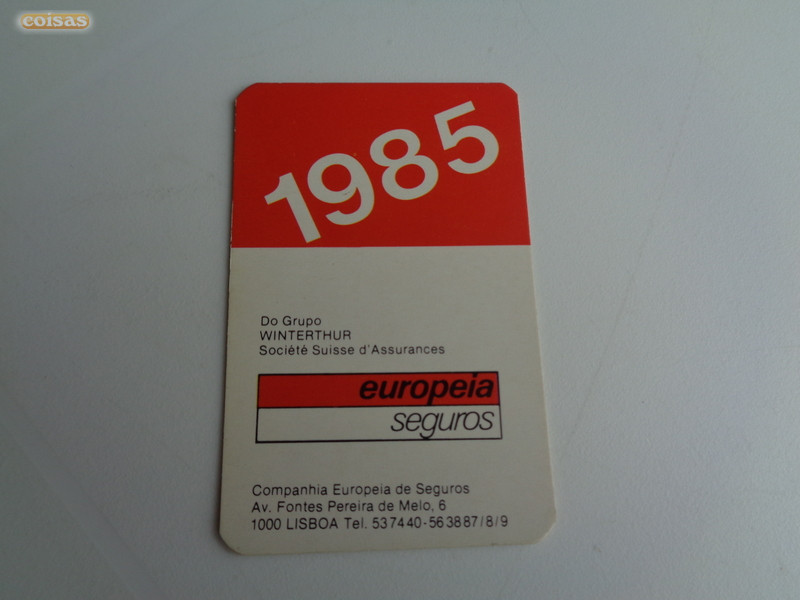 coisas
1985
Do Grupo
WINTERTHUR
Société Suisse d'Assurances
europeia
seguros
Companhia Europeia de Seguros
Av. Fontes Pereira de Melo, 6
1000 LISBOA Tel. 537440-563887/8/9